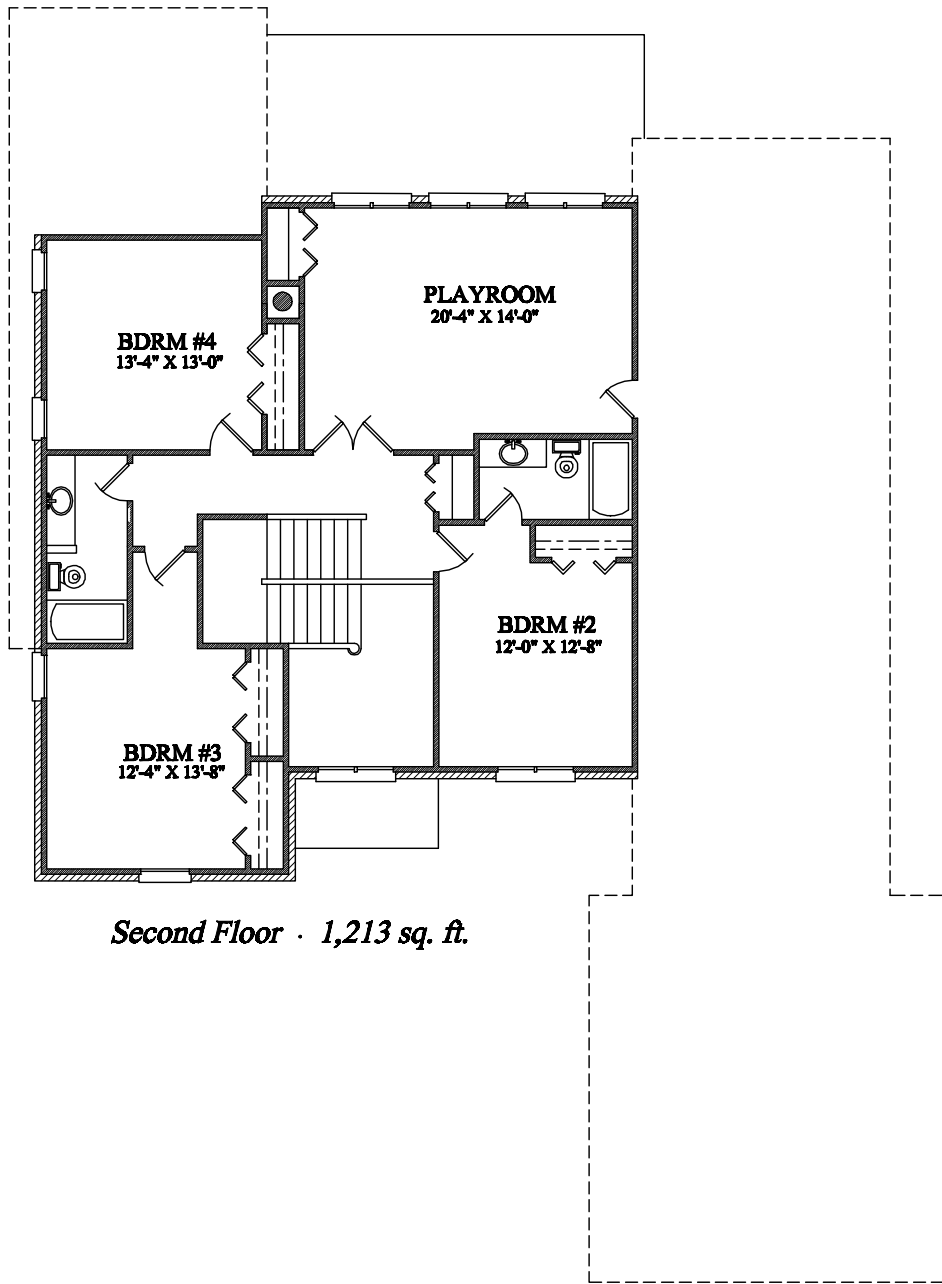 PLAYROOM
20'-4" X 14'-0"
BDRM #4
13'-4" X 13'-0"
BDRM #2
12'-0" X 12'-8"
BDRM #3
12'-4" X 13'-8"
Second Floor · 1,213 sq. ft.